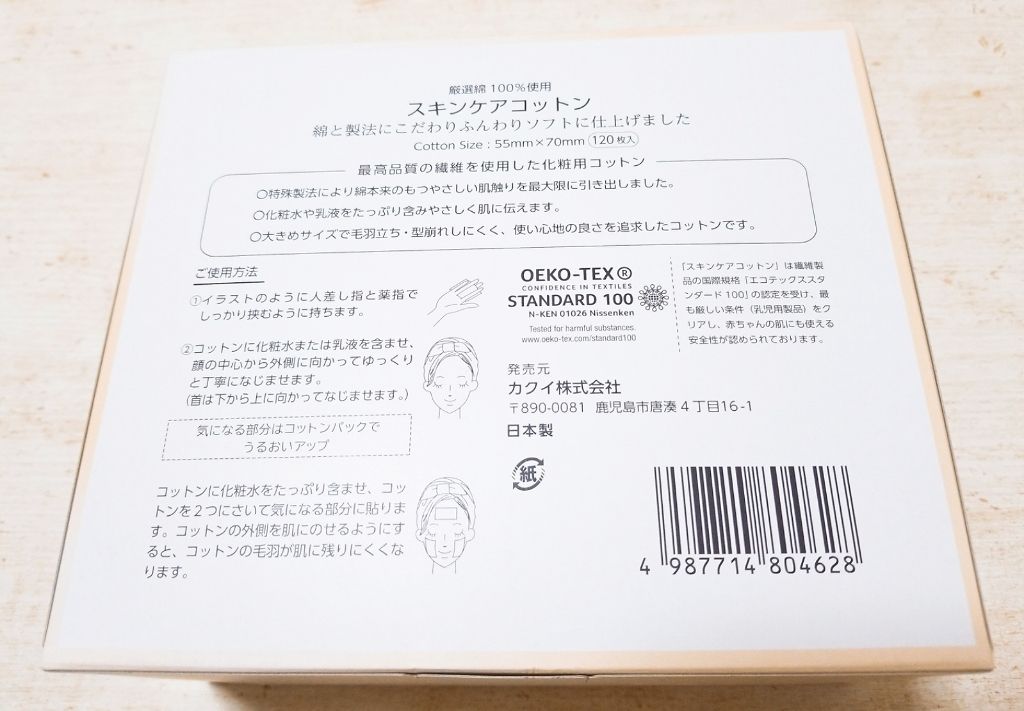 厳選綿100%使用
スキンケアコットン
綿と製法にこだわりふんわりソフトに仕上げました
Cotton Size : 55mm×70mm 120枚入
最高品質の繊維を使用した化粧用コットン
○特殊製法により綿本来のもつやさしい肌触りを最大限に引き出しました。
○化粧水や乳液をたっぷり含みやさしく肌に伝えます。
○大きめサイズで毛羽立ち・型崩れしにくく、使い心地の良さを追求したコットンです。
ご使用方法
①イラストのように人差し指と薬指で
しっかり挟むように持ちます。
②コットンに化粧水または乳液を含ませ、
顔の中心から外側に向かってゆっくり
と丁寧になじませます。
(首は下から上に向かってなじませます。)
気になる部分はコットンパックで
うるおいアップ
コットンに化粧水をたっぷり含ませ、コッ
トンを2つにさいて気になる部分に貼りま
す。コットンの外側を肌にのせるようにす
ると、コットンの毛羽が肌に残りにくくな
ります。
OEKO-TEX®
CONFIDENCE IN TEXTILES
STANDARD 100
N-KEN 01026 Nissenken
Tested for harmful substances.
www.oeko-tex.com/standard100
「スキンケアコットン」は繊維製
品の国際規格「エコテックススタ
ンダード100」の認定を受け、最
も厳しい条件（乳児用製品）をク
リアし、赤ちゃんの肌にも使える
安全性が認められております。
発売元
カクイ株式会社
〒890-0081 鹿児島市唐湊4丁目16-1
日本製
紙
4 987714 804628